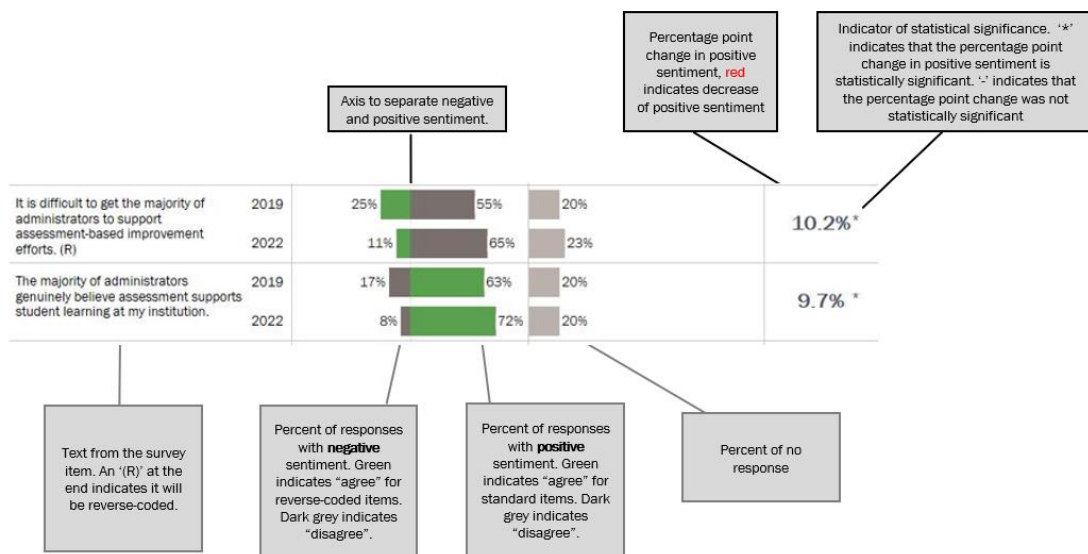 Indicator of statistical significance. ‘*’
indicates that the percentage point
change in positive sentiment is
statistically significant. ‘-’ indicates that
the percentage point change was not
statistically significant
Percentage point
change in positive
sentiment, red
indicates decrease
of positive sentiment
Axis to separate negative
and positive sentiment.
It is difficult to get the majority of
administrators to support
assessment-based improvement
efforts. (R)
2019 25% 55% 20%
2022 11% 65% 23%
10.2%*
The majority of administrators
genuinely believe assessment supports
student learning at my institution.
2019 17% 63% 20%
2022 8% 72% 20%
9.7% *
Text from the survey
item. An ‘(R)’ at the
end indicates it will
be reverse-coded.
Percent of responses
with negative
sentiment. Green
indicates “agree” for
reverse-coded items.
Dark grey indicates
“disagree”.
Percent of responses
with positive
sentiment. Green
indicates “agree” for
standard items. Dark
grey indicates
“disagree”.
Percent of no
response